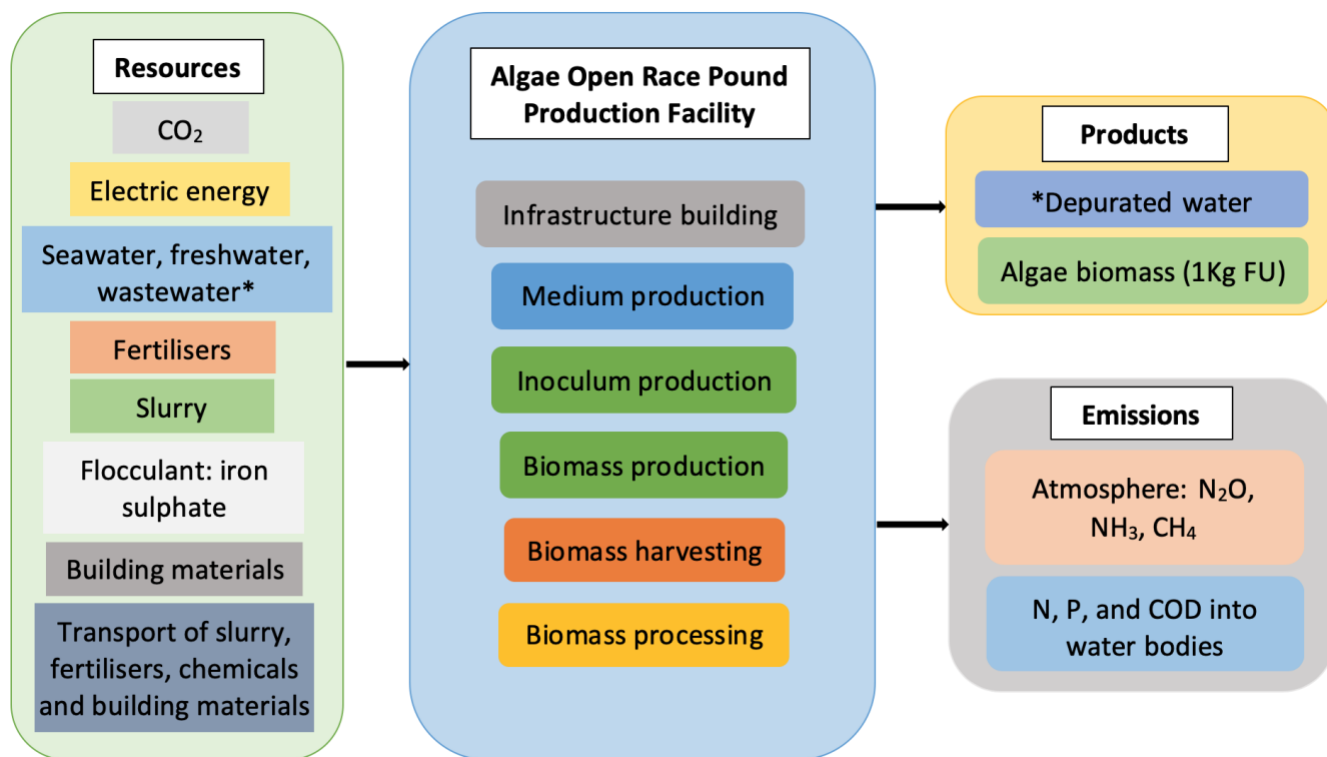 Resources
CO₂
Electric energy
Seawater, freshwater,
wastewater*
Fertilisers
Slurry
Flocculant: iron
sulphate
Building materials
Transport of slurry,
fertilisers, chemicals
and building materials
Algae Open Race Pound
Production Facility
Infrastructure building
Medium production
Inoculum production
Biomass production
Biomass harvesting
Biomass processing
Products
*Depurated water
Algae biomass (1Kg FU)
Emissions
Atmosphere: N₂O,
NH₃, CH₄
N, P, and COD into
water bodies